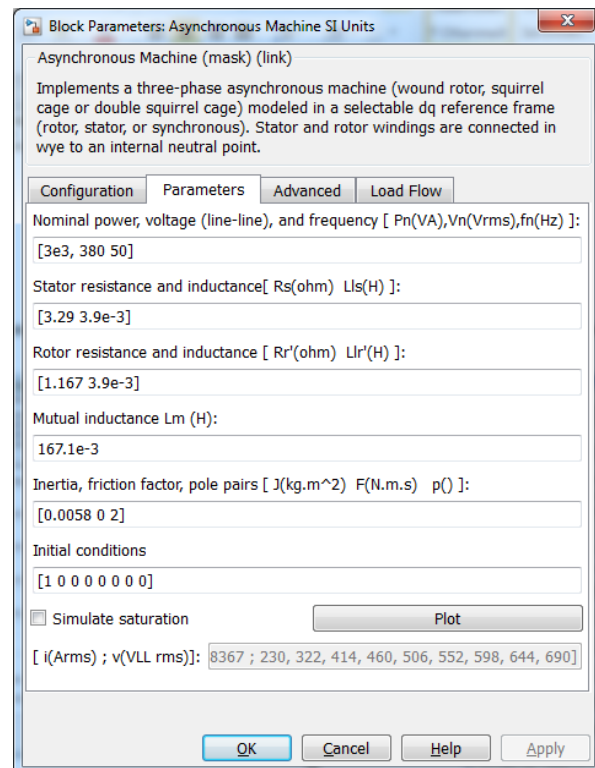 Block Parameters: Asynchronous Machine SI Units
Asynchronous Machine (mask) (link)
Implements a three-phase asynchronous machine (wound rotor, squirrel
cage or double squirrel cage) modeled in a selectable dq reference frame
(rotor, stator, or synchronous). Stator and rotor windings are connected in
wye to an internal neutral point.
Configuration Parameters Advanced Load Flow
Nominal power, voltage (line-line), and frequency [ Pn(VA),Vn(Vrms),fn(Hz) ]:
[3e3, 380 50]
Stator resistance and inductance[ Rs(ohm) Lls(H) ]:
[3.29 3.9e-3]
Rotor resistance and inductance [ Rr'(ohm) Llr'(H) ]:
[1.167 3.9e-3]
Mutual inductance Lm (H):
167.1e-3
Inertia, friction factor, pole pairs [ J(kg.m^2) F(N.m.s) p() ]:
[0.0058 0 2]
Initial conditions
[1 0 0 0 0 0 0 0]
Simulate saturation Plot
[ i(Arms) ; v(VLL rms)]: 8367 ; 230, 322, 414, 460, 506, 552, 598, 644, 690]
OK Cancel Help Apply